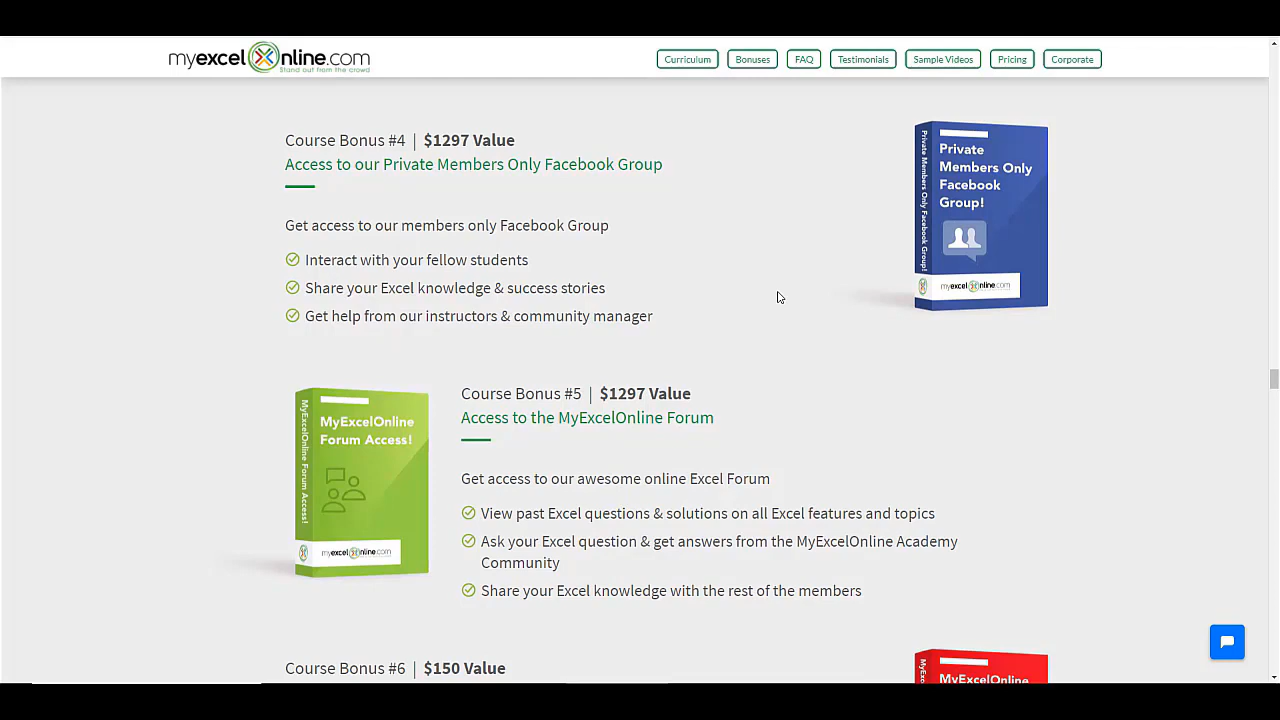 myexcelonline.com
Stand out from the crowd
Curriculum
Bonuses
FAQ
Testimonials
Sample Videos
Pricing
Corporate
Course Bonus #4 | $1297 Value
Access to our Private Members Only Facebook Group
Get access to our members only Facebook Group
Interact with your fellow students
Share your Excel knowledge & success stories
Get help from our instructors & community manager
Private Members Only Facebook Group!
Private
Members Only
Facebook
Group!
myexcelonline.com
MyExcelOnline Forum Access!
MyExcelOnline
Forum Access!
myexcelonline.com
Course Bonus #5 | $1297 Value
Access to the MyExcelOnline Forum
Get access to our awesome online Excel Forum
View past Excel questions & solutions on all Excel features and topics
Ask your Excel question & get answers from the MyExcelOnline Academy
Community
Share your Excel knowledge with the rest of the members
Course Bonus #6 | $150 Value
MyExcelOnline